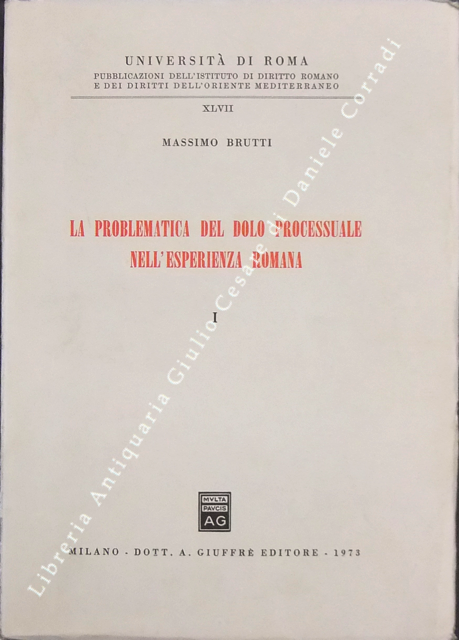 UNIVERSITÀ DI ROMA
PUBBLICAZIONI DELL'ISTITUTO DI DIRITTO ROMANO
E DEI DIRITTI DELL'ORIENTE MEDITERRANEO
XLVII
MASSIMO BRUTTI
LA PROBLEMATICA DEL DOLO PROCESSUALE
NELL'ESPERIENZA ROMANA
I
MVLTA
PAVCIS
AG
MILANO - DOTT. A. GIUFFRÈ EDITORE - 1973
Libreria Antiquaria Giulio Cesare di Daniele Corradi